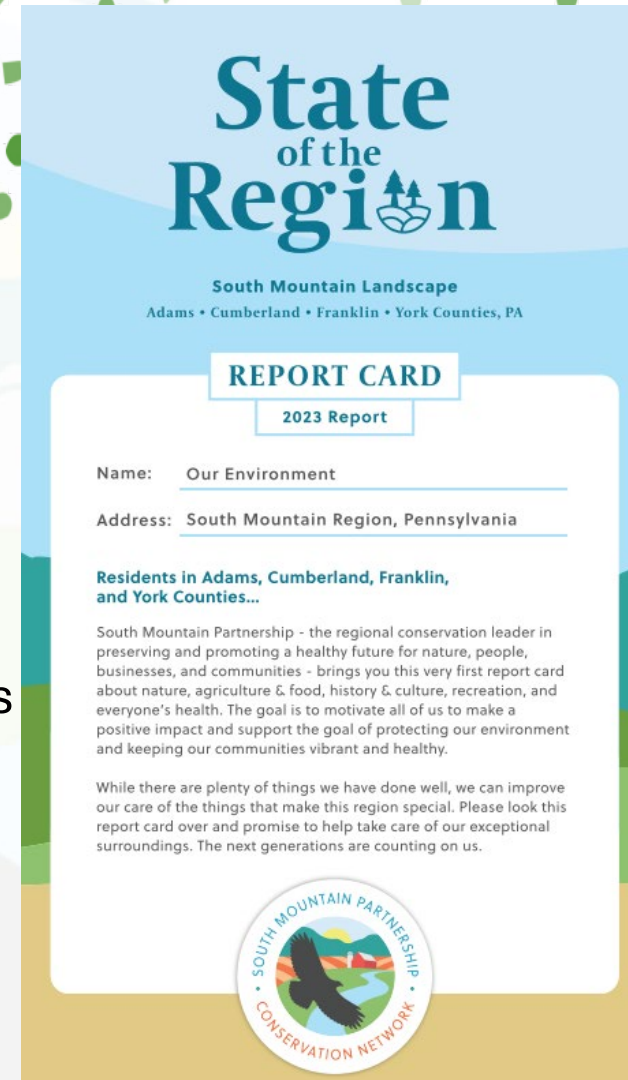 State
of the
Region
South Mountain Landscape
Adams • Cumberland • Franklin • York Counties, PA
REPORT CARD
2023 Report
Name: Our Environment
Address: South Mountain Region, Pennsylvania
Residents in Adams, Cumberland, Franklin,
and York Counties...
South Mountain Partnership - the regional conservation leader in
preserving and promoting a healthy future for nature, people,
businesses, and communities - brings you this very first report card
about nature, agriculture & food, history & culture, recreation, and
everyone's health. The goal is to motivate all of us to make a
s
positive impact and support the goal of protecting our environment
and keeping our communities vibrant and healthy.
While there are plenty of things we have done well, we can improve
our care of the things that make this region special. Please look this
report card over and promise to help take care of our exceptional
surroundings. The next generations are counting on us.
SOUTH MOUNTAIN PARTNERSHIP
CONSERVATION NETWORK